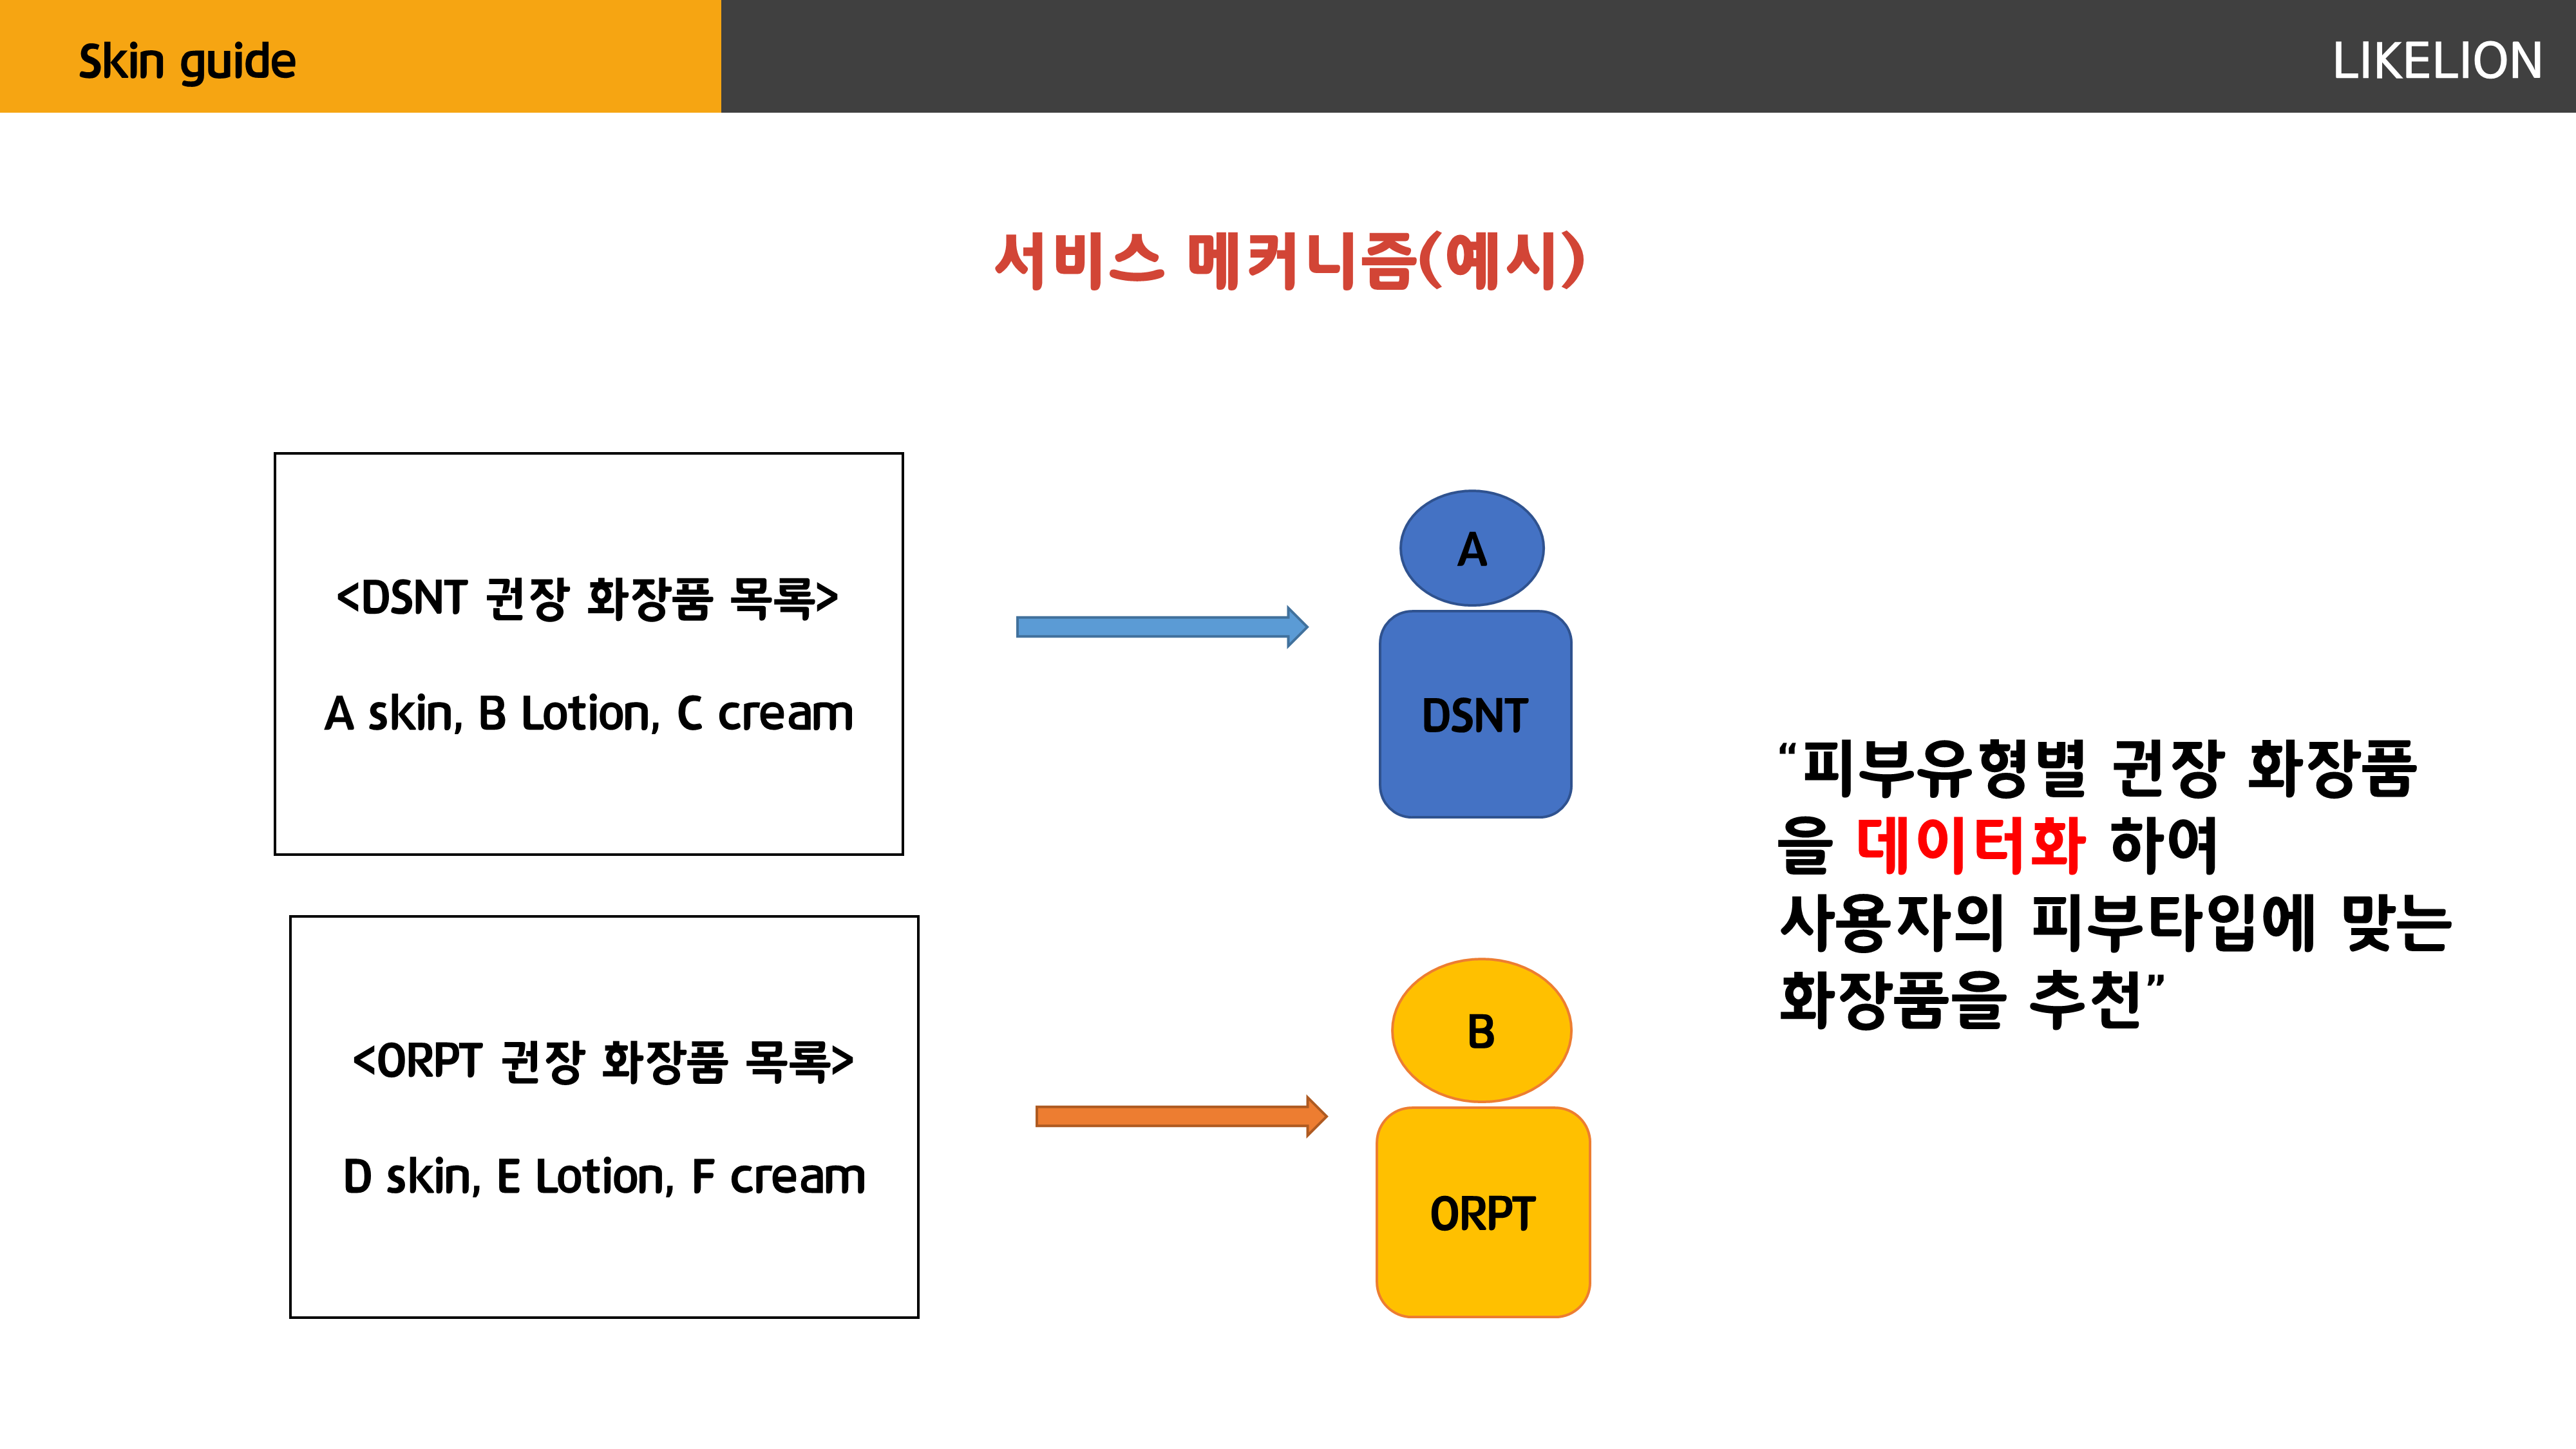 Skin guide
LIKELION
서비스 메커니즘(예시)
<DSNT 권장 화장품 목록>
A skin, B Lotion, C cream
A
DSNT
<ORPT 권장 화장품 목록>
D skin, E Lotion, F cream
B
ORPT
“피부유형별 권장 화장품
을 데이터화 하여
사용자의 피부타입에 맞는
화장품을 추천”